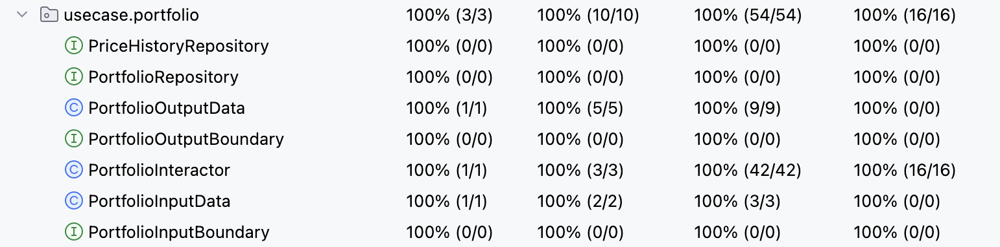 usecase.portfolio 100% (3/3) 100% (10/10) 100% (54/54) 100% (16/16)
I PriceHistoryRepository 100% (0/0) 100% (0/0) 100% (0/0) 100% (0/0)
I PortfolioRepository 100% (0/0) 100% (0/0) 100% (0/0) 100% (0/0)
C PortfolioOutputData 100% (1/1) 100% (5/5) 100% (9/9) 100% (0/0)
I PortfolioOutputBoundary 100% (0/0) 100% (0/0) 100% (0/0) 100% (0/0)
C PortfolioInteractor 100% (1/1) 100% (3/3) 100% (42/42) 100% (16/16)
C PortfolioInputData 100% (1/1) 100% (2/2) 100% (3/3) 100% (0/0)
I PortfolioInputBoundary 100% (0/0) 100% (0/0) 100% (0/0) 100% (0/0)